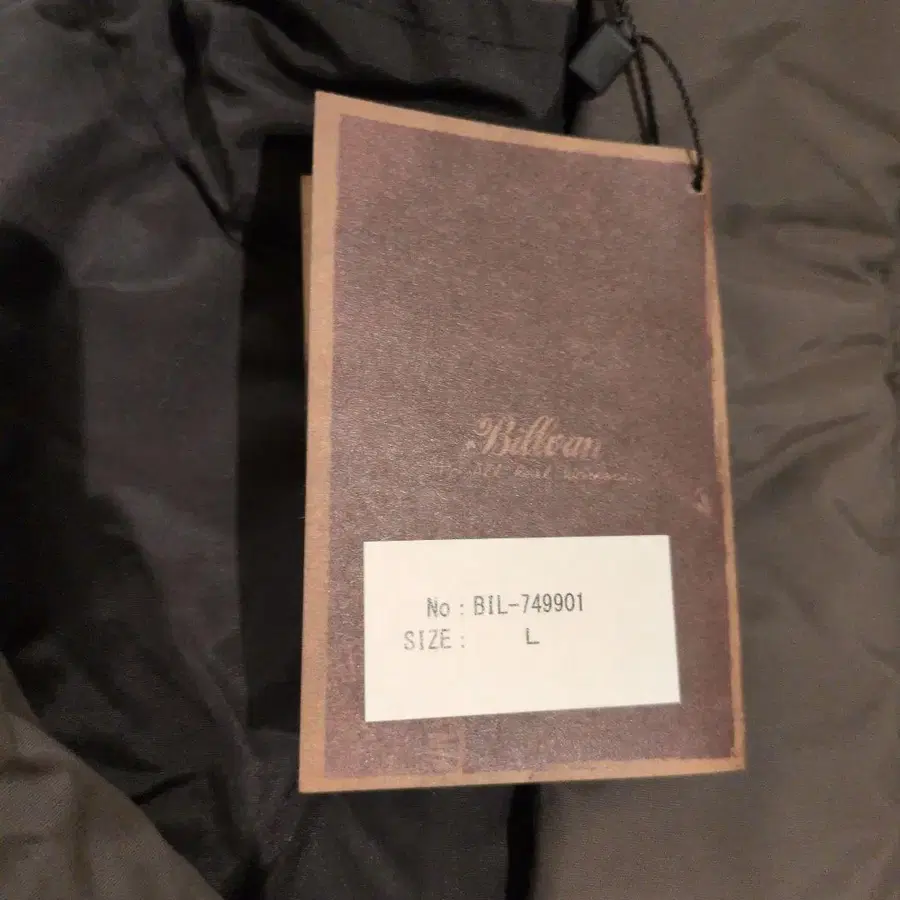 Billvan
No : BIL-749901
SIZE : L